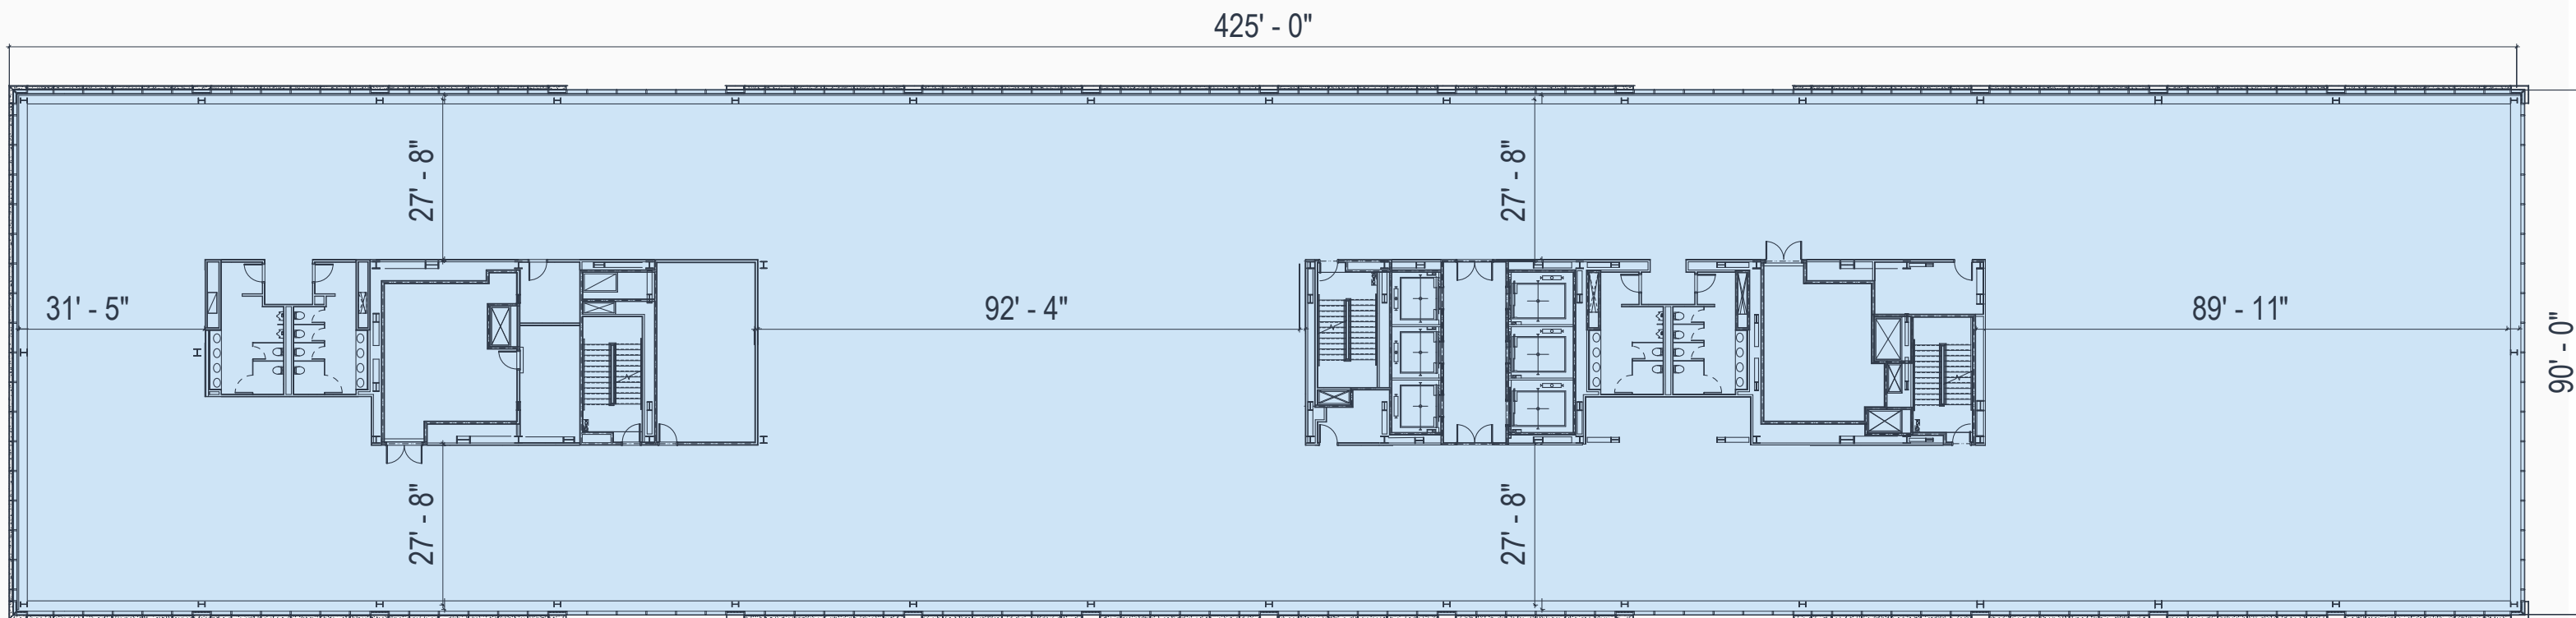 425' - 0"
27' - 8"
27' - 8"
31' - 5"
92' - 4"
89' - 11"
90' - 0"
27' - 8"
27' - 8"